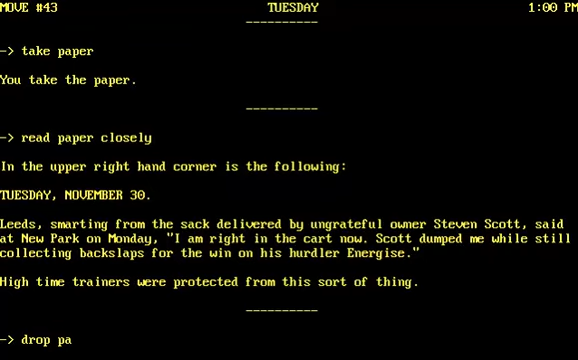 MOVE #43 TUESDAY 1:00 PM
----------
-> take paper
You take the paper.
----------
-> read paper closely
In the upper right hand corner is the following:
TUESDAY, NOVEMBER 30.
Leeds, smarting from the sack delivered by ungrateful owner Steven Scott, said
at New Park on Monday, "I am right in the cart now. Scott dumped me while still
collecting backslaps for the win on his hurdler Energise."
High time trainers were protected from this sort of thing.
----------
-> drop pa